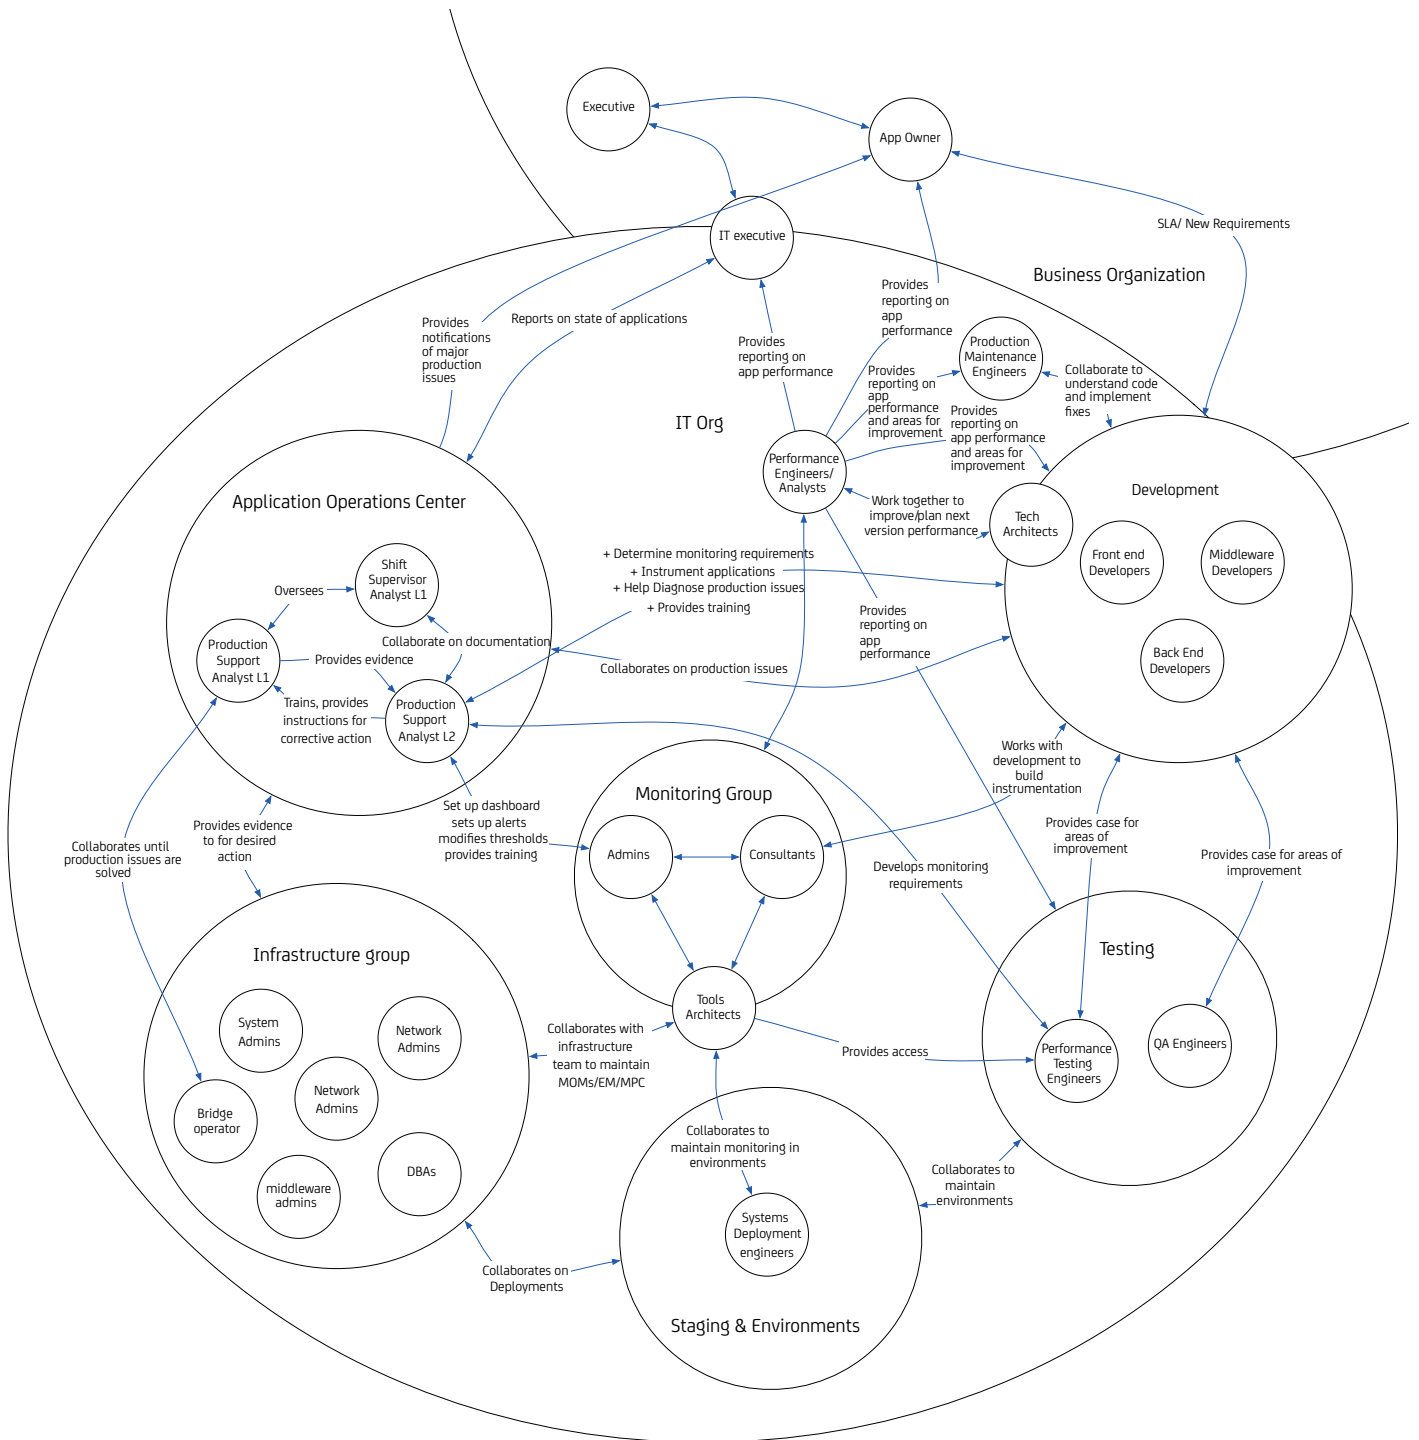 Executive
App Owner
SLA/ New Requirements
IT executive
Business Organization
Provides
reporting on
app
performance
Provides
notifications
of major
production
issues
Reports on state of applications
Provides
reporting on
app performance
Production
Maintenance
Engineers
Provides
reporting on
app
performance
and areas for
improvement
Collaborate to
understand code
and implement
fixes
IT Org
Provides
reporting on
app performance
and areas for
improvement
Performance
Engineers/
Analysts
Work together to
improve/plan next
version performance
Tech
Architects
Development
Front end
Developers
Middleware
Developers
Back End
Developers
Application Operations Center
Shift
Supervisor
Analyst L1
Oversees
Production
Support
Analyst L1
Collaborate on documentation
Provides evidence
Trains, provides
instructions for
corrective action
Production
Support
Analyst L2
+ Determine monitoring requirements
+ Instrument applications
+ Help Diagnose production issues
+ Provides training
Collaborates on production issues
Provides
reporting on
app
performance
Works with
development to
build
instrumentation
Monitoring Group
Admins
Consultants
Tools
Architects
Set up dashboard
sets up alerts
modifies thresholds
provides training
Provides evidence
to for desired
action
Collaborates until
production issues are
solved
Develops monitoring
requirements
Provides case for
areas of
improvement
Provides case for areas of
improvement
Infrastructure group
System
Admins
Network
Admins
Network
Admins
Bridge
operator
DBAs
middleware
admins
Collaborates with
infrastructure
team to maintain
MOMs/EM/MPC
Provides access
Testing
Performance
Testing
Engineers
QA Engineers
Collaborates to
maintain monitoring in
environments
Systems
Deployment
engineers
Collaborates to
maintain
environments
Collaborates on
Deployments
Staging & Environments